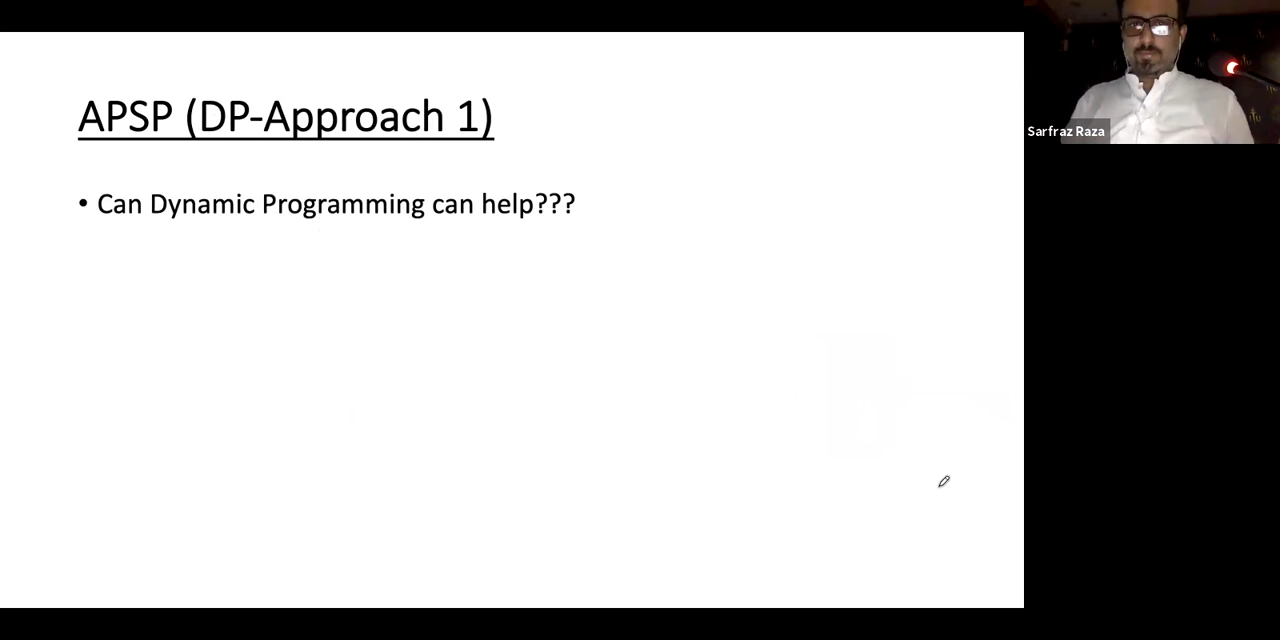 APSP (DP-Approach 1)
• Can Dynamic Programming can help???
Sarfraz Raza